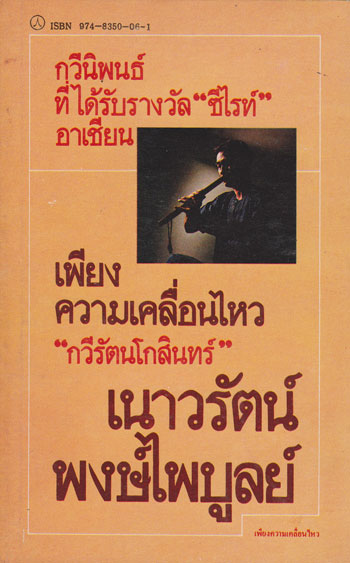 ISBN 974-8350-06-1
กวีนิพนธ์
ที่ได้รับรางวัล "ซีไรท์"
อาเซียน
เพียง
ความเคลื่อนไหว
"กวีรัตนโกสินทร์"
เนาวรัตน์
พงษ์ไพบูลย์
เพียงความเคลื่อนไหว